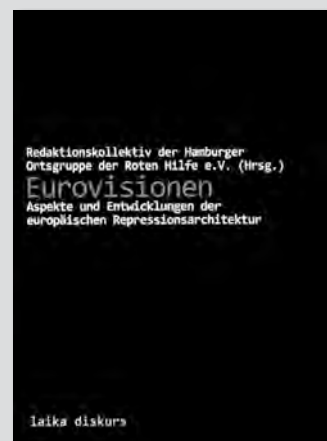 Redaktionskollektiv der Hamburger
Ortsgruppe der Roten Hilfe e.V. (Hrsg.)
Eurovisionen
Aspekte und Entwicklungen der
europäischen Repressionsarchitektur
laika diskurs